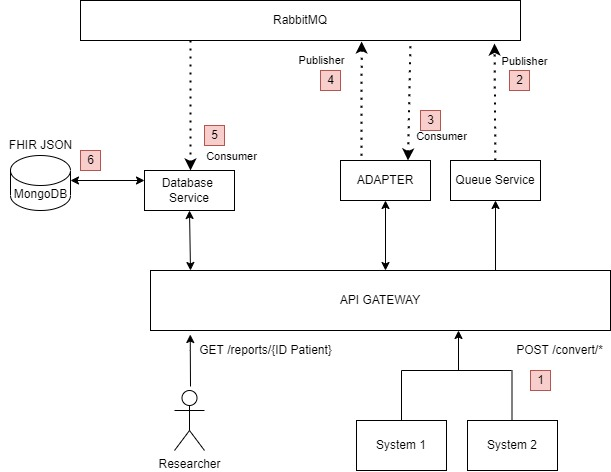 RabbitMQ
Publisher
4
Publisher
2
3
Consumer
5
Consumer
FHIR JSON
6
MongoDB
Database
Service
ADAPTER
Queue Service
API GATEWAY
GET /reports/{ID Patient}
POST /convert/*
1
System 1
System 2
Researcher